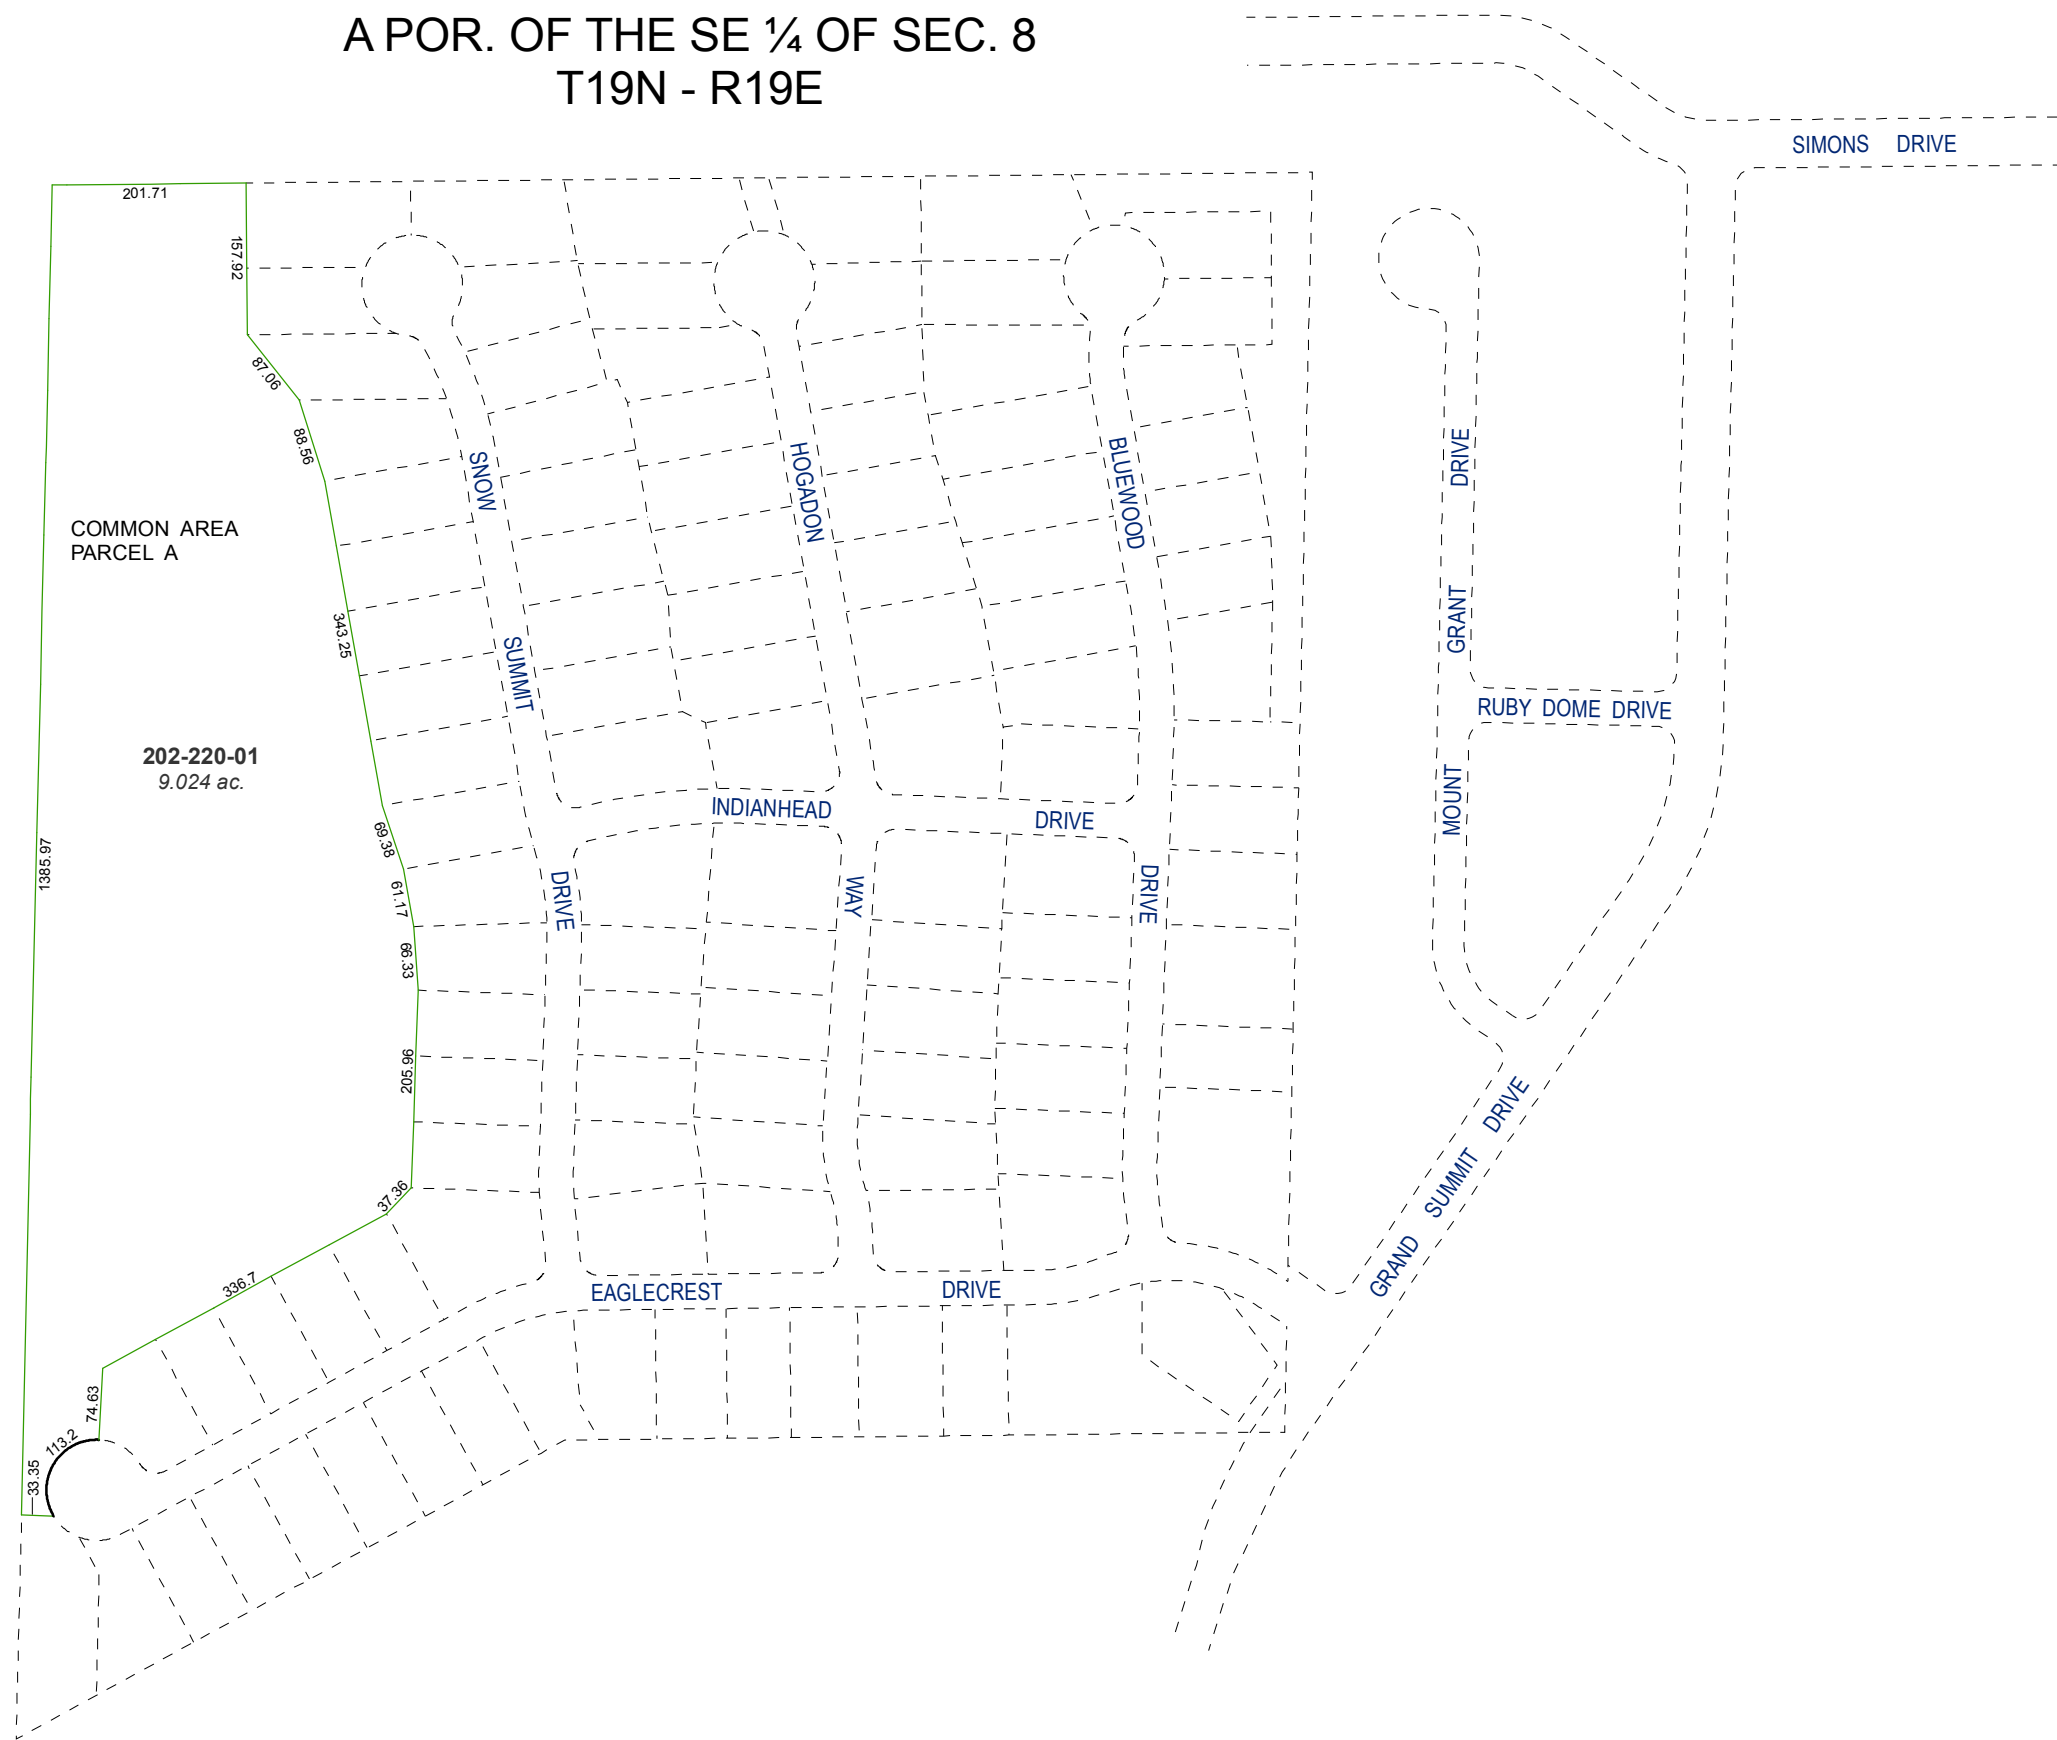 A POR. OF THE SE ¼ OF SEC. 8
T19N - R19E
SIMONS DRIVE
201.71
157.92
87.06
88.56
SNOW
HOGADON
BLUEWOOD
DRIVE
COMMON AREA
PARCEL A
343.25
SUMMIT
GRANT
RUBY DOME DRIVE
202-220-01
9.024 ac.
MOUNT
INDIANHEAD
DRIVE
69.38
1385.97
61.17
DRIVE
WAY
DRIVE
66.33
205.96
DRIVE
SUMMIT
GRAND
37.36
336.7
EAGLECREST
DRIVE
74.63
113.2
33.35